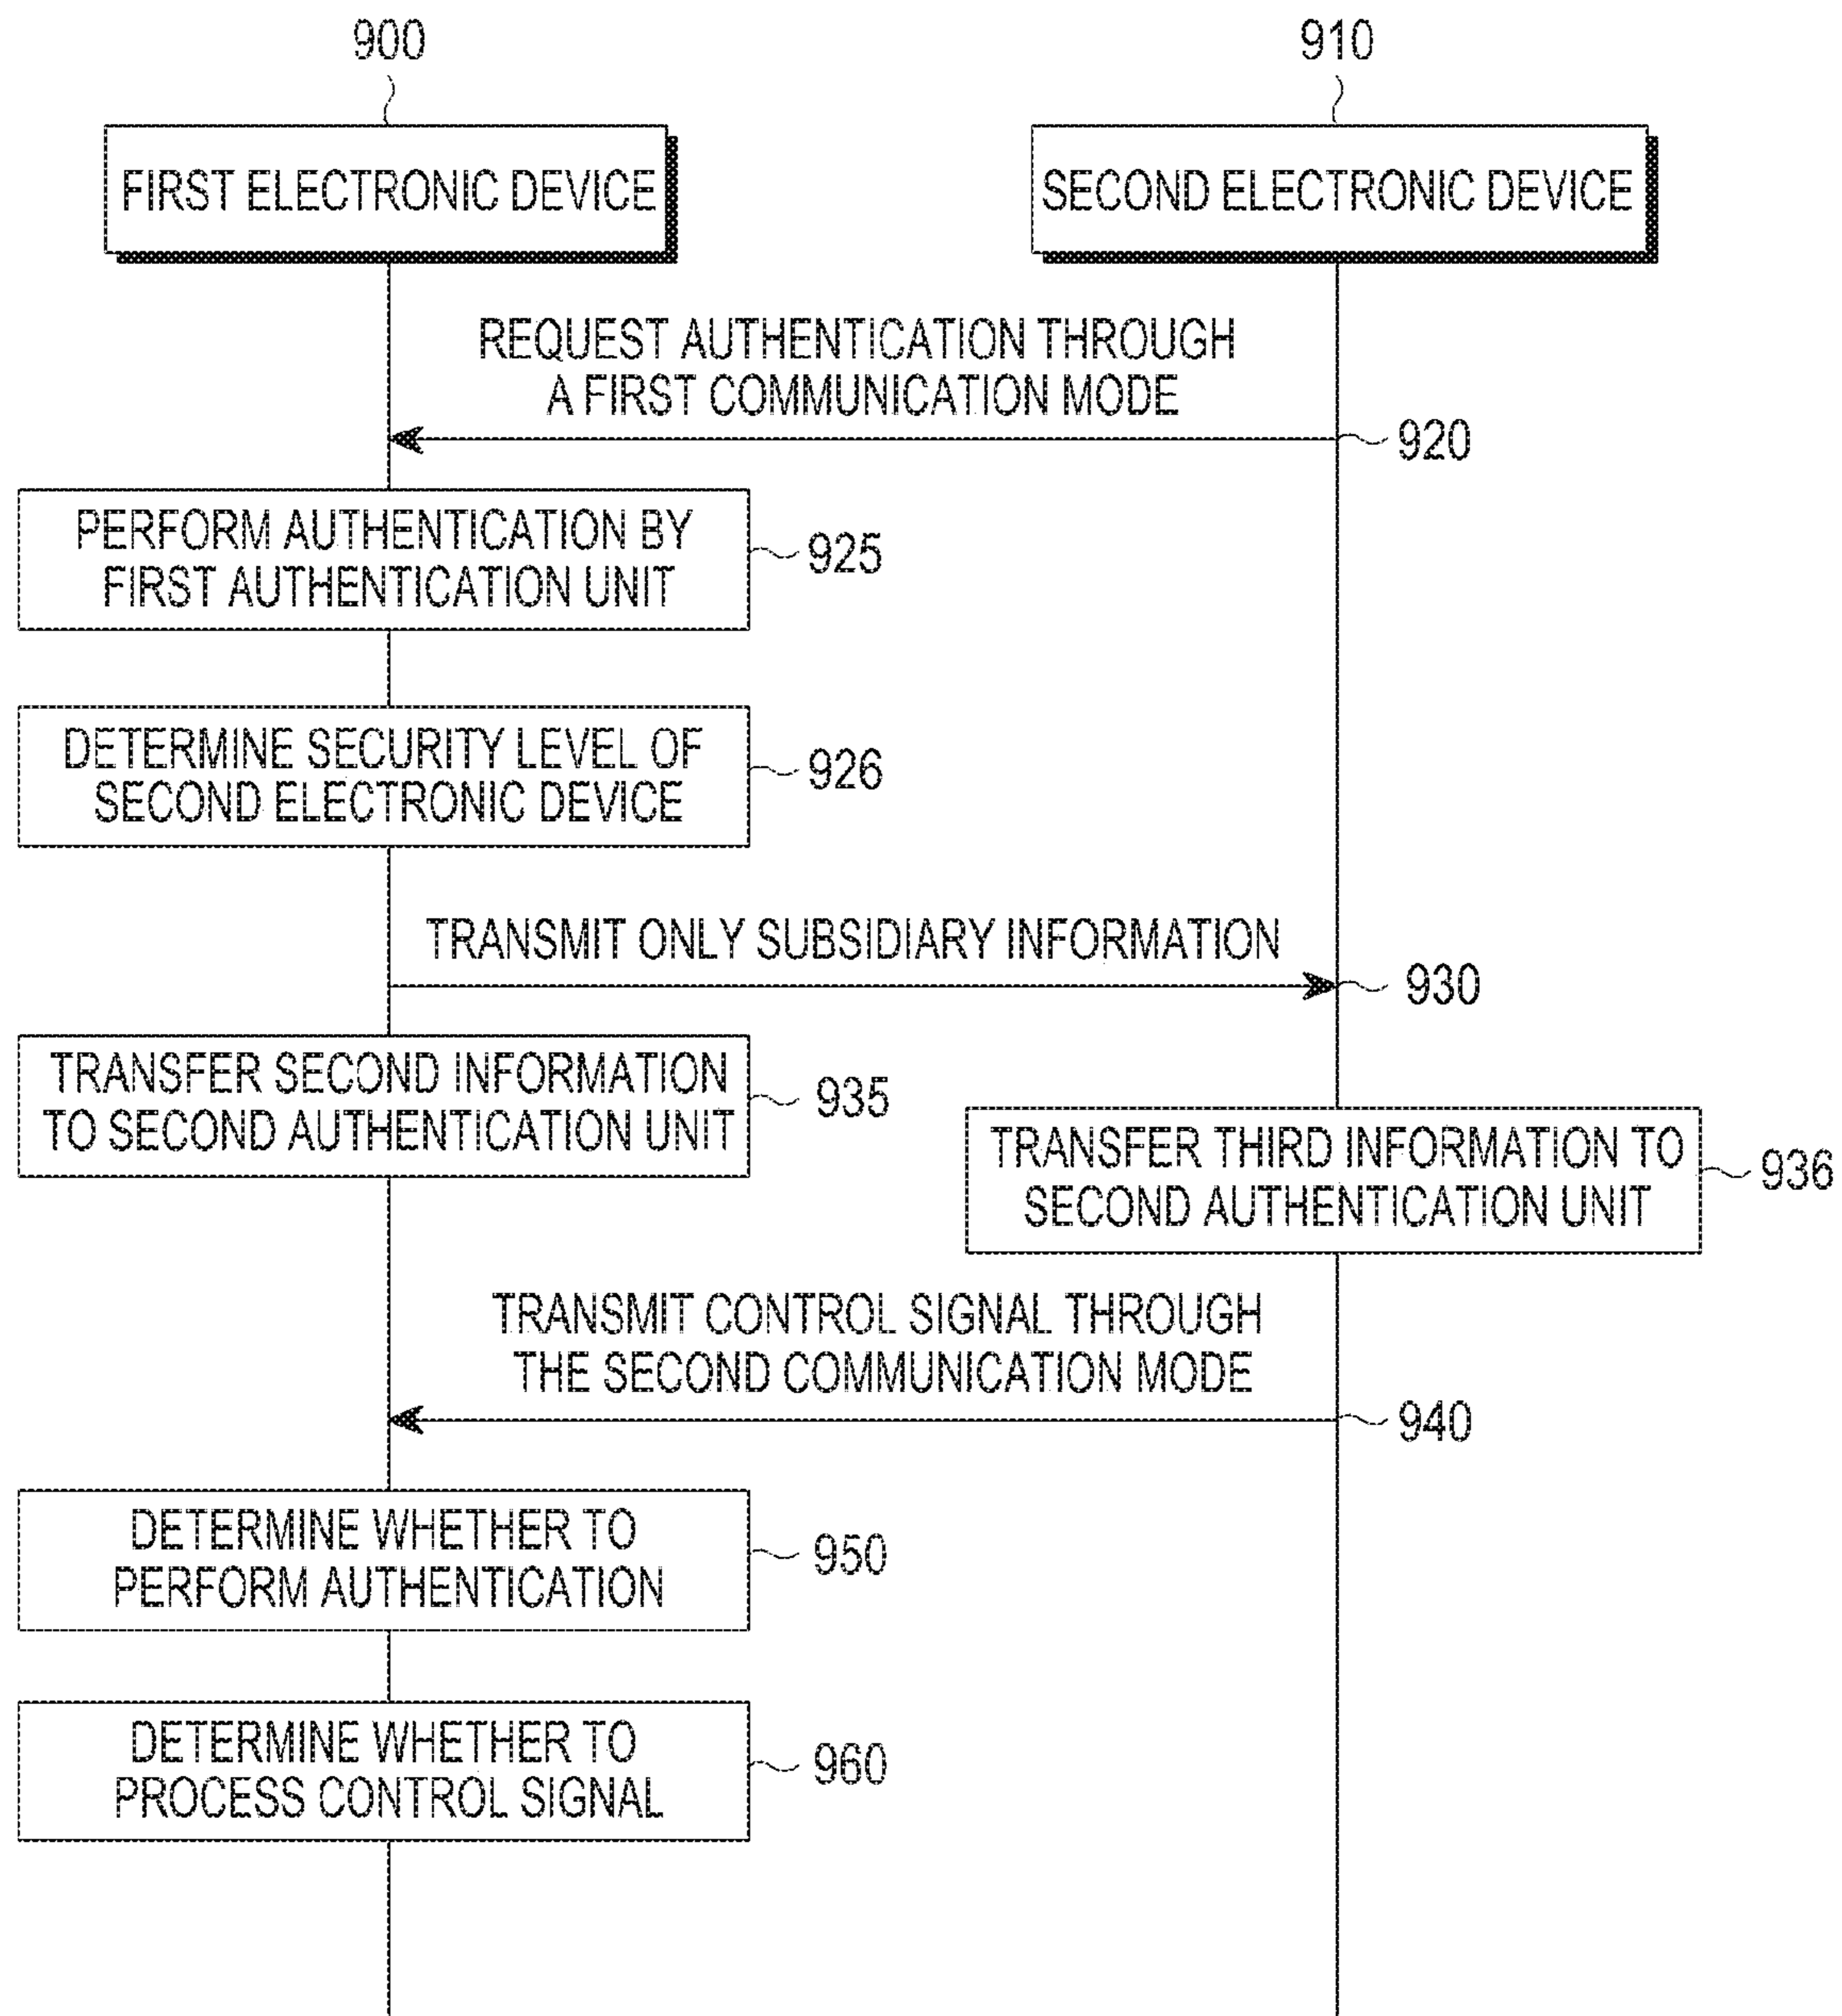 900
910
FIRST ELECTRONIC DEVICE
SECOND ELECTRONIC DEVICE
REQUEST AUTHENTICATION THROUGH
A FIRST COMMUNICATION MODE
920
PERFORM AUTHENTICATION BY
FIRST AUTHENTICATION UNIT
925
DETERMINE SECURITY LEVEL OF
SECOND ELECTRONIC DEVICE
926
TRANSMIT ONLY SUBSIDIARY INFORMATION
930
TRANSFER SECOND INFORMATION
TO SECOND AUTHENTICATION UNIT
935
TRANSFER THIRD INFORMATION TO
SECOND AUTHENTICATION UNIT
936
TRANSMIT CONTROL SIGNAL THROUGH
THE SECOND COMMUNICATION MODE
940
DETERMINE WHETHER TO
PERFORM AUTHENTICATION
950
DETERMINE WHETHER TO
PROCESS CONTROL SIGNAL
960